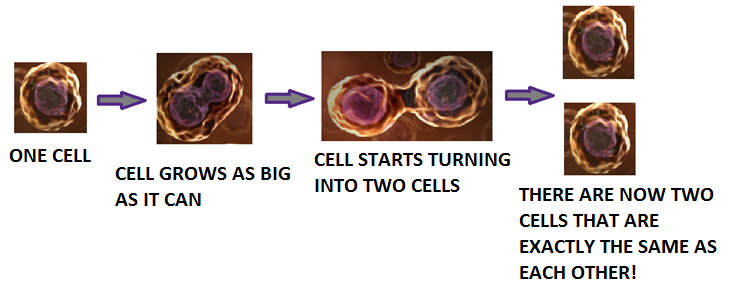 ONE CELL
CELL GROWS AS BIG
AS IT CAN
CELL STARTS TURNING
INTO TWO CELLS
THERE ARE NOW TWO
CELLS THAT ARE
EXACTLY THE SAME AS
EACH OTHER!